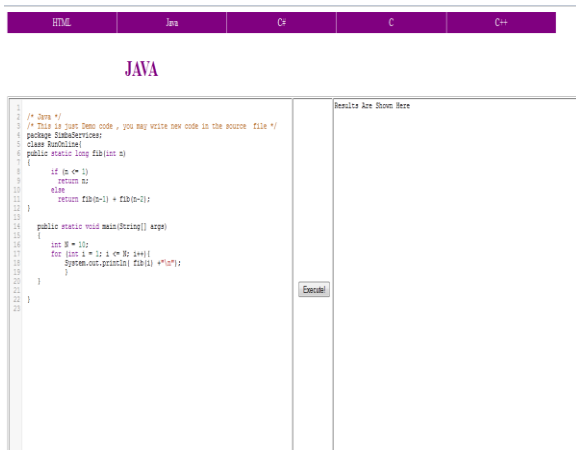 HTML Java C# C C++
JAVA
1
2 /* Java */
3 /* This is just Demo code , you may write new code in the source file */
4 package SimbaServices;
5 class RunOnline{
6 public static long fib(int n)
7 {
8 if (n <= 1)
9 return n;
10 else
11 return fib(n-1) + fib(n-2);
12 }
13
14 public static void main(String[] args)
15 {
16 int N = 10;
17 for (int i = 1; i <= N; i++){
18 System.out.println( fib(i) +"\n");
19 }
20 }
21
22 }
23
Execute!
Results Are Shown Here